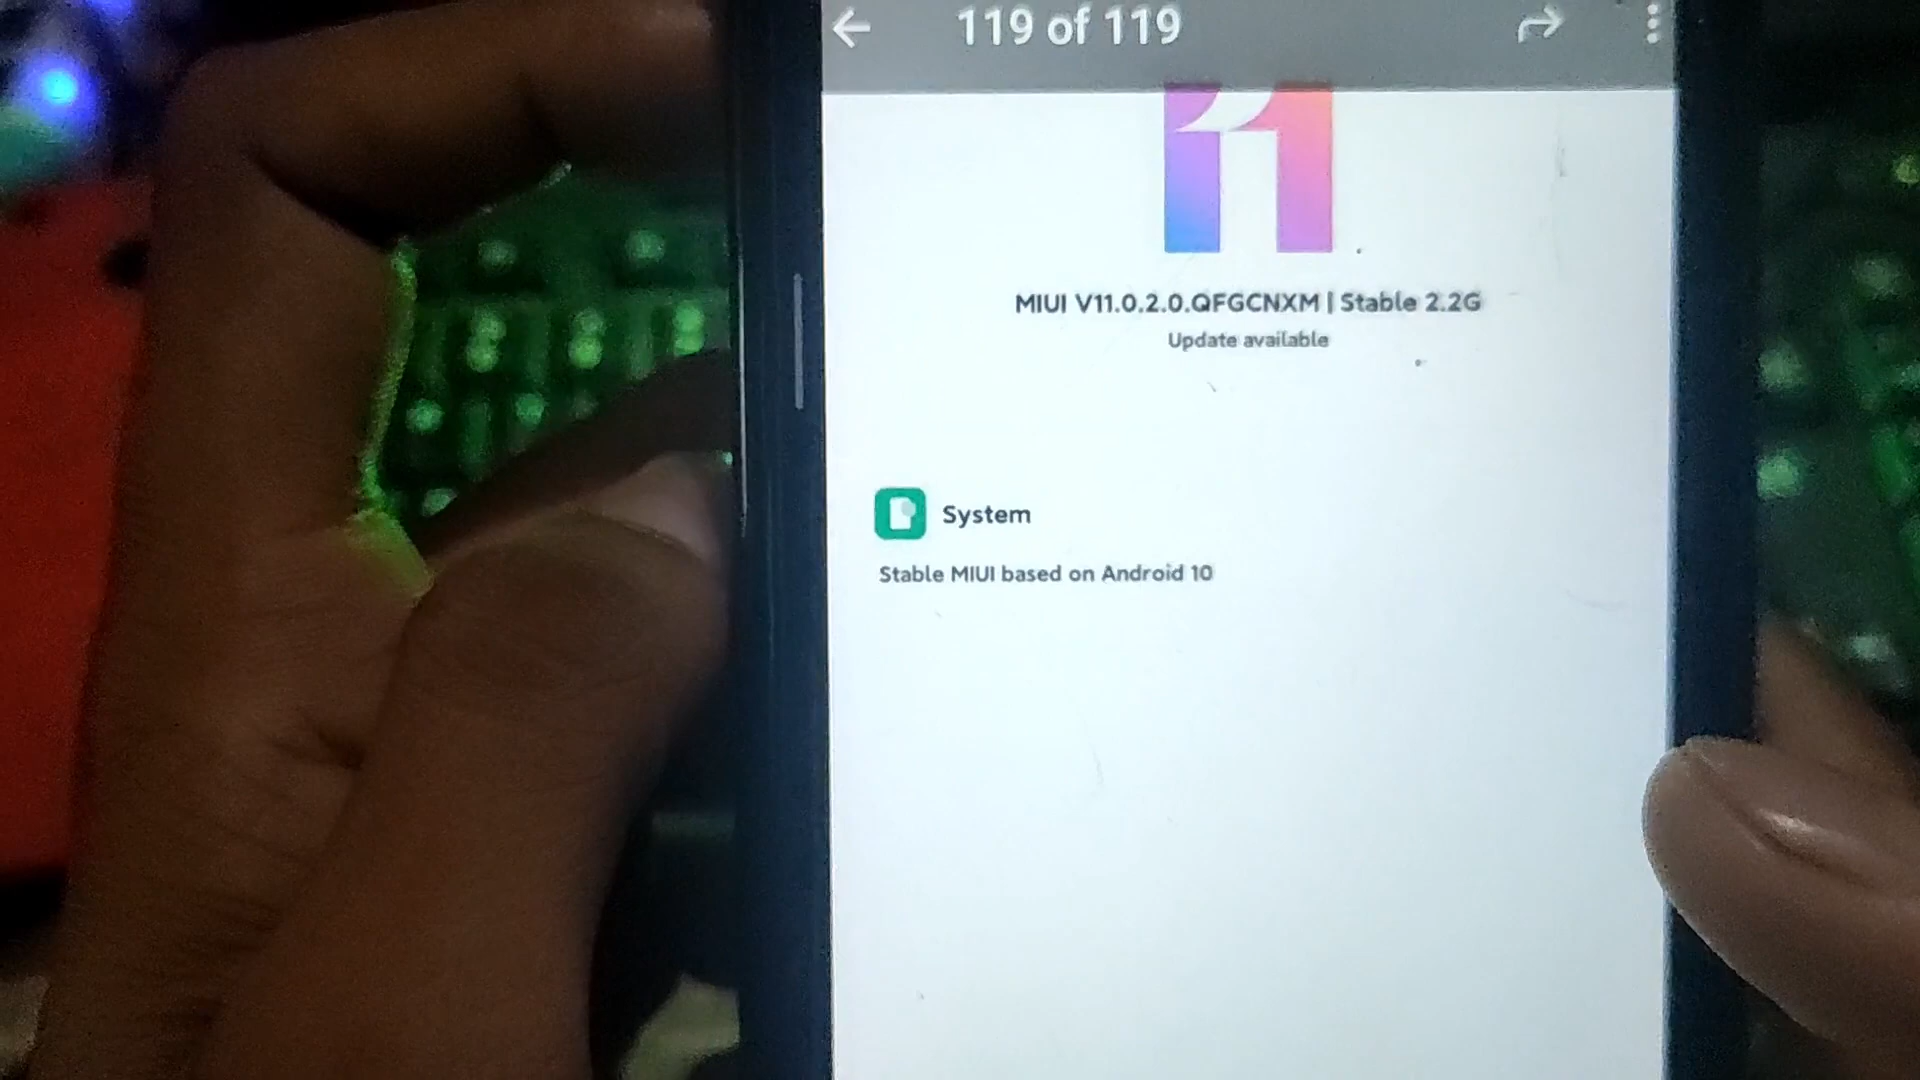 119 of 119
11
MIUI V11.0.2.0.QFGCNXM | Stable 2.2G
Update available
System
Stable MIUI based on Android 10